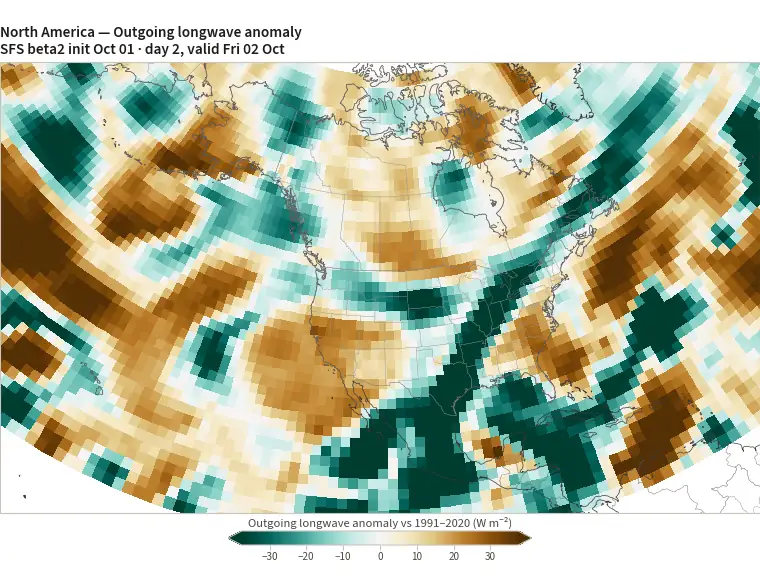 North America — Outgoing longwave anomaly
SFS beta2 init Oct 01 · day 2, valid Fri 02 Oct
Outgoing longwave anomaly vs 1991–2020 (W m⁻²)
−30 −20 −10 0 10 20 30